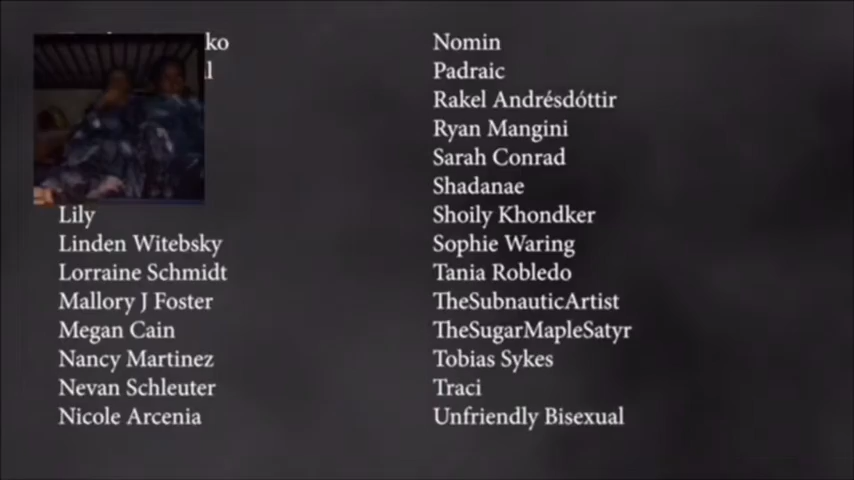 Lily
Linden Witebsky
Lorraine Schmidt
Mallory J Foster
Megan Cain
Nancy Martinez
Nevan Schleuter
Nicole Arcenia
Nomin
Padraic
Rakel Andrésdóttir
Ryan Mangini
Sarah Conrad
Shadanae
Shoily Khondker
Sophie Waring
Tania Robledo
TheSubnauticArtist
TheSugarMapleSatyr
Tobias Sykes
Traci
Unfriendly Bisexual